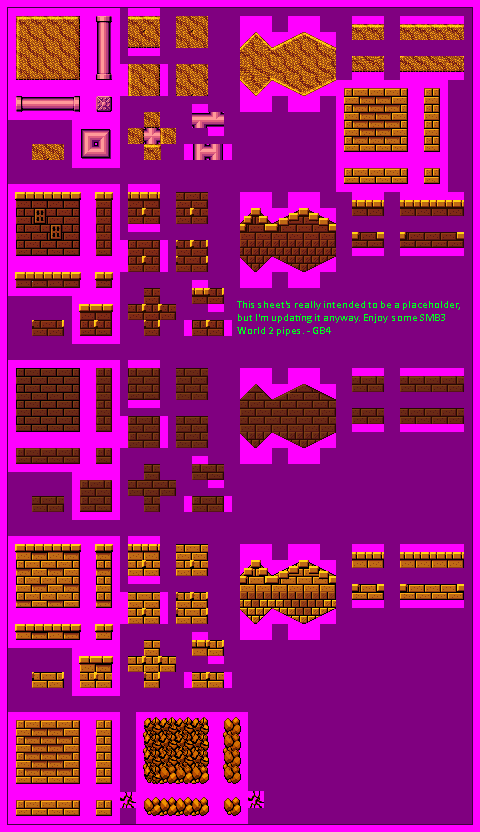 This sheet's really intended to be a placeholder,
but I'm updating it anyway. Enjoy some SMB3
World 2 pipes. - GB4